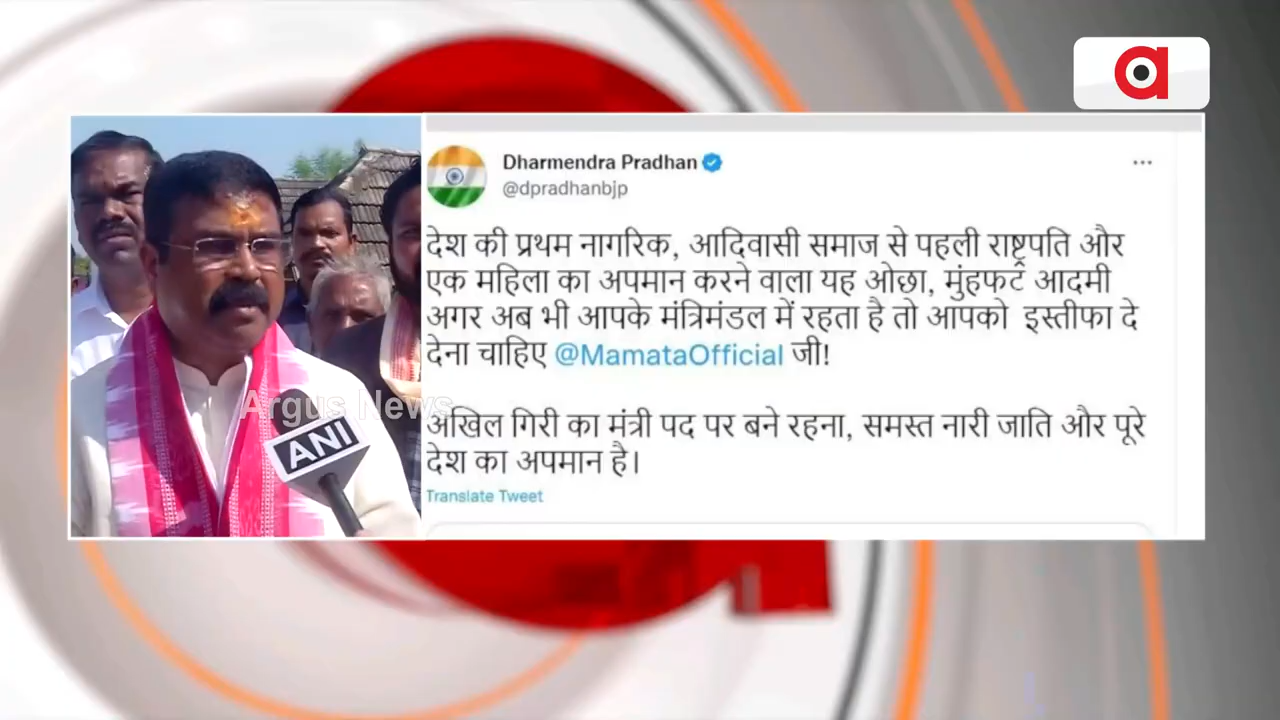 Dharmendra Pradhan
@dpradhanbjp
देश की प्रथम नागरिक, आदिवासी समाज से पहली राष्ट्रपति और
एक महिला का अपमान करने वाला यह ओछा, मुंहफट आदमी
अगर अब भी आपके मंत्रिमंडल में रहता है तो आपको इस्तीफा दे
देना चाहिए @MamataOfficial जी!
अखिल गिरी का मंत्री पद पर बने रहना, समस्त नारी जाति और पूरे
देश का अपमान है।
Translate Tweet
Argus News
ANI
a